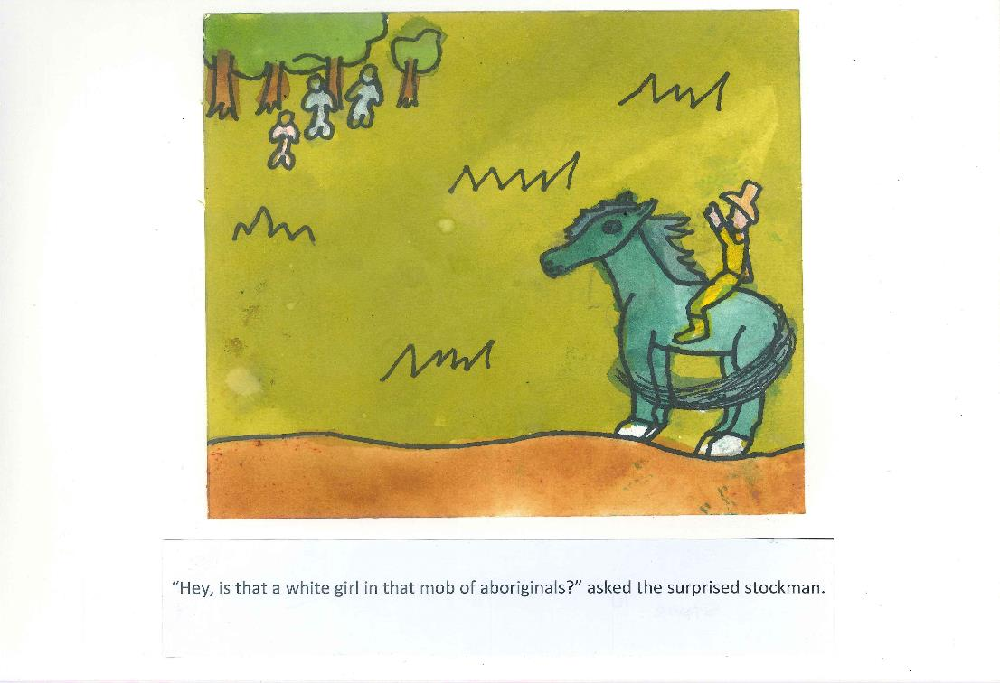 “Hey, is that a white girl in that mob of aboriginals?” asked the surprised stockman.